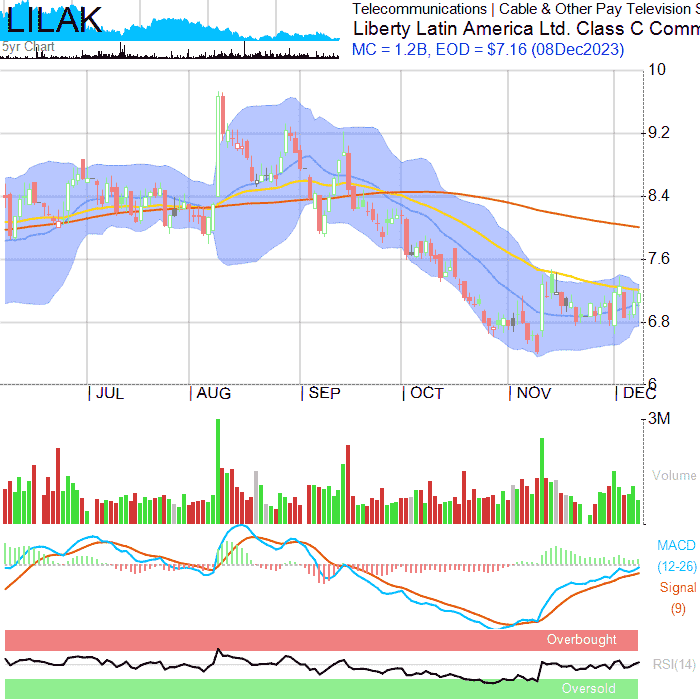 LILAK
5yr Chart
Telecommunications | Cable & Other Pay Television S
Liberty Latin America Ltd. Class C Comm
MC = 1.2B, EOD = $7.16 (08Dec2023)
10
9.2
8.4
7.6
6.8
6
JUL AUG SEP OCT NOV DEC
3M
Volume
MACD
(12-26)
Signal
(9)
Overbought
RSI(14)
Oversold